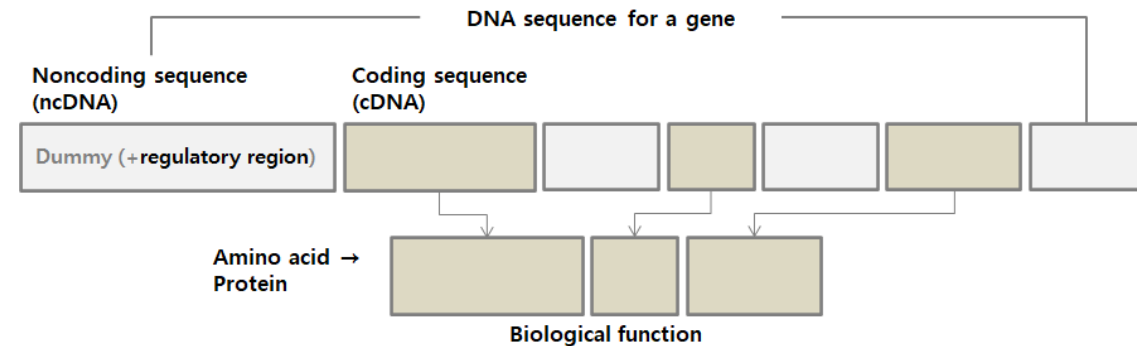 DNA sequence for a gene
Noncoding sequence
(ncDNA)
Coding sequence
(cDNA)
Dummy (+regulatory region)
Amino acid →
Protein
Biological function